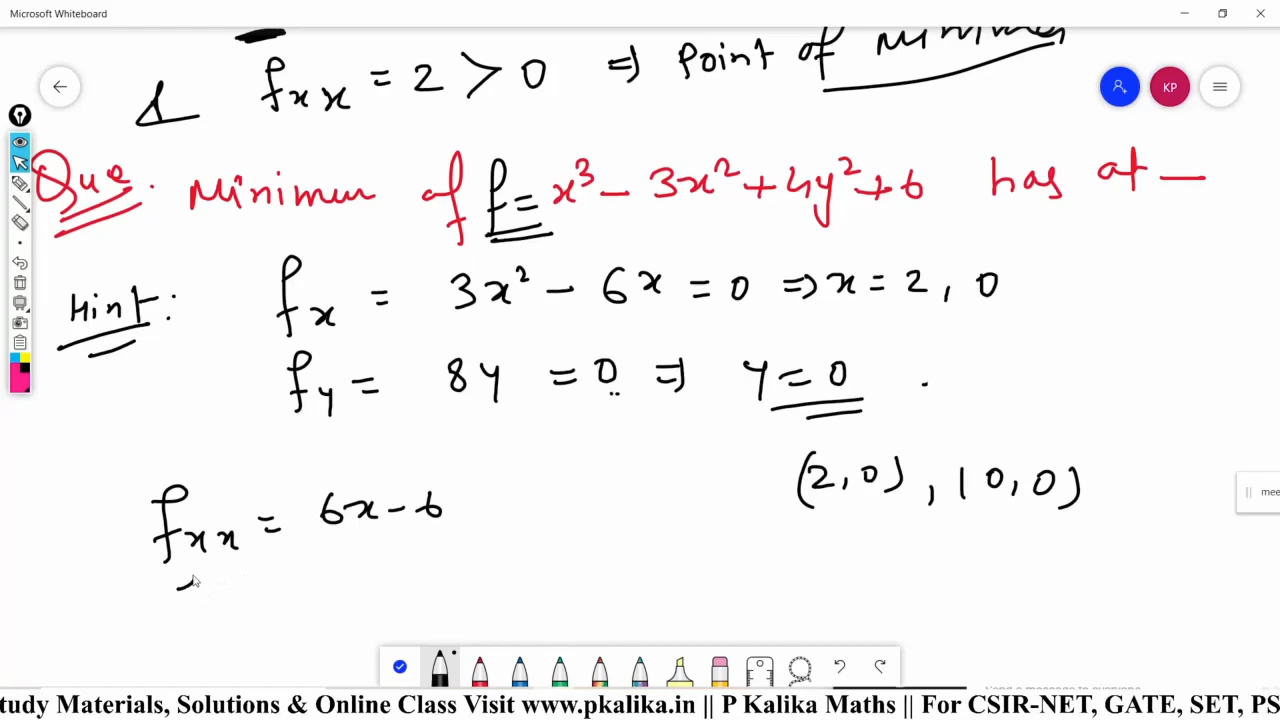 Microsoft Whiteboard
& fxx = 2 > 0 ⇒ Point of
KP
Que. Minimum of f = x³ - 3x² + 4y² + 6 has at —
Hint: fx = 3x² - 6x = 0 ⇒ x = 2, 0
fy = 8y = 0 ⇒ y = 0 .
(2,0), (0,0)
fxx = 6x - 6
mee
tudy Materials, Solutions & Online Class Visit www.pkalika.in || P Kalika Maths || For CSIR-NET, GATE, SET, PS